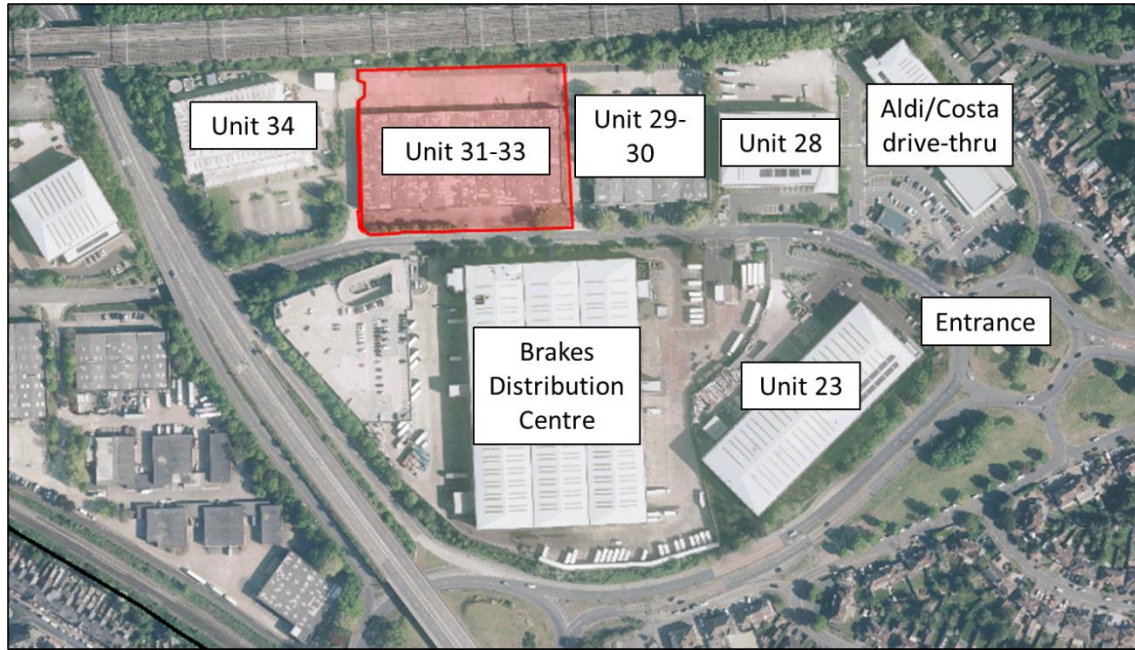 Unit 34
Unit 31-33
Unit 29-
30
Unit 28
Aldi/Costa
drive-thru
Brakes
Distribution
Centre
Unit 23
Entrance